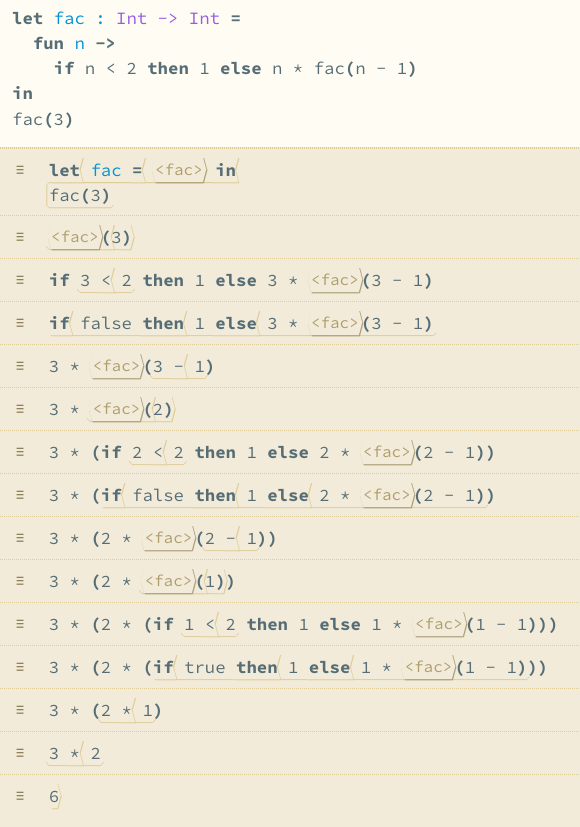 let fac : Int -> Int =
  fun n ->
    if n < 2 then 1 else n * fac(n - 1)
in
fac(3)
≡ let fac = <fac> in
fac(3)
≡ <fac>(3)
≡ if 3 < 2 then 1 else 3 * <fac>(3 - 1)
≡ if false then 1 else 3 * <fac>(3 - 1)
≡ 3 * <fac>(3 - 1)
≡ 3 * <fac>(2)
≡ 3 * (if 2 < 2 then 1 else 2 * <fac>(2 - 1))
≡ 3 * (if false then 1 else 2 * <fac>(2 - 1))
≡ 3 * (2 * <fac>(2 - 1))
≡ 3 * (2 * <fac>(1))
≡ 3 * (2 * (if 1 < 2 then 1 else 1 * <fac>(1 - 1)))
≡ 3 * (2 * (if true then 1 else 1 * <fac>(1 - 1)))
≡ 3 * (2 * 1)
≡ 3 * 2
≡ 6